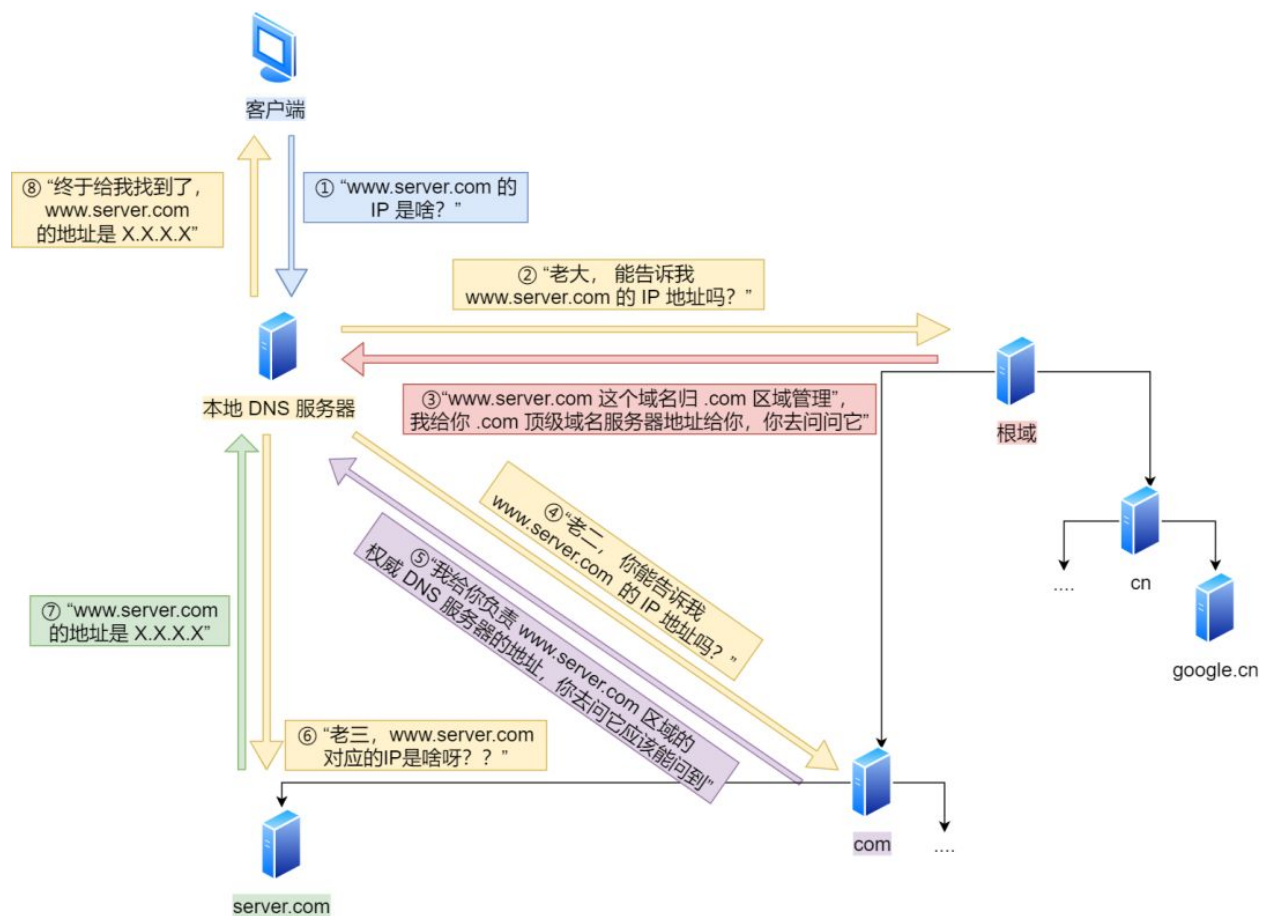 客户端
⑧ “终于给我找到了，
www.server.com
的地址是 X.X.X.X”
① “www.server.com 的
IP 是啥？”
② “老大， 能告诉我
www.server.com 的 IP 地址吗？”
本地 DNS 服务器
③“www.server.com 这个域名归 .com 区域管理”，
我给你 .com 顶级域名服务器地址给你，你去问问它”
根域
④“老二， 你能告诉我
www.server.com 的 IP 地址吗？”
⑤“我给你负责 www.server.com 区域的
权威 DNS 服务器的地址，你去问它应该能问到”
....
cn
google.cn
⑦ “www.server.com
的地址是 X.X.X.X”
⑥ “老三，www.server.com
对应的IP是啥呀？？”
com
....
server.com